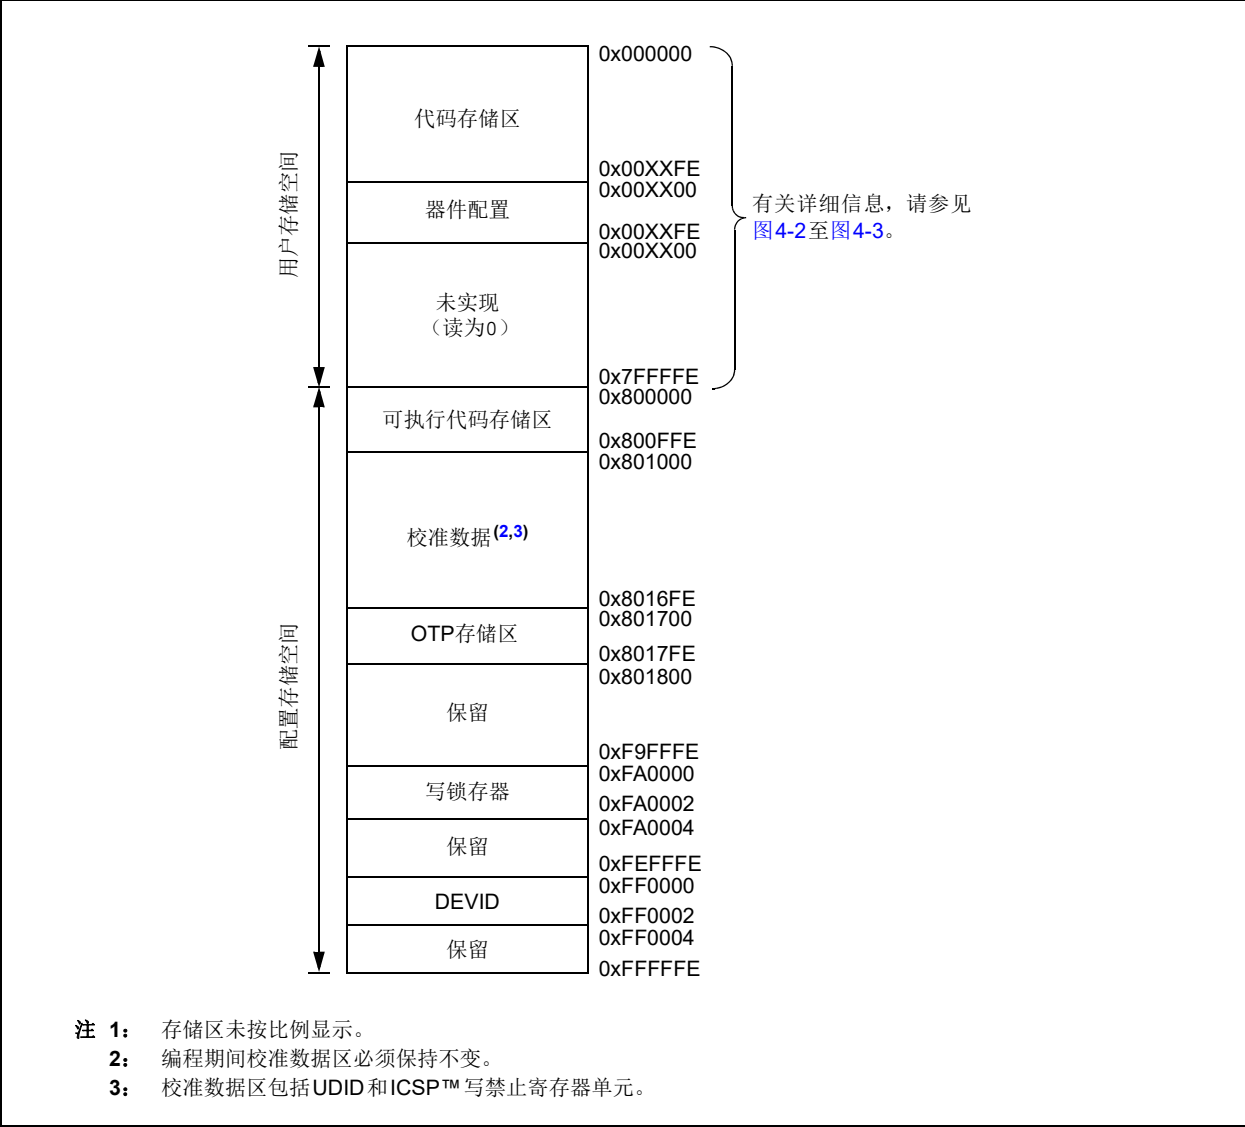 用户存储空间
代码存储区
0x000000
0x00XXFE
0x00XX00
器件配置
0x00XXFE
0x00XX00
有关详细信息，请参见
图4-2至图4-3。
未实现
（读为0）
0x7FFFFE
配置存储空间
0x800000
可执行代码存储区
0x800FFE
0x801000
校准数据(2,3)
0x8016FE
0x801700
OTP存储区
0x8017FE
0x801800
保留
0xF9FFFE
0xFA0000
写锁存器
0xFA0002
0xFA0004
保留
0xFEFFFE
0xFF0000
DEVID
0xFF0002
0xFF0004
保留
0xFFFFFE
注 1： 存储区未按比例显示。
2： 编程期间校准数据区必须保持不变。
3： 校准数据区包括UDID和ICSP™写禁止寄存器单元。